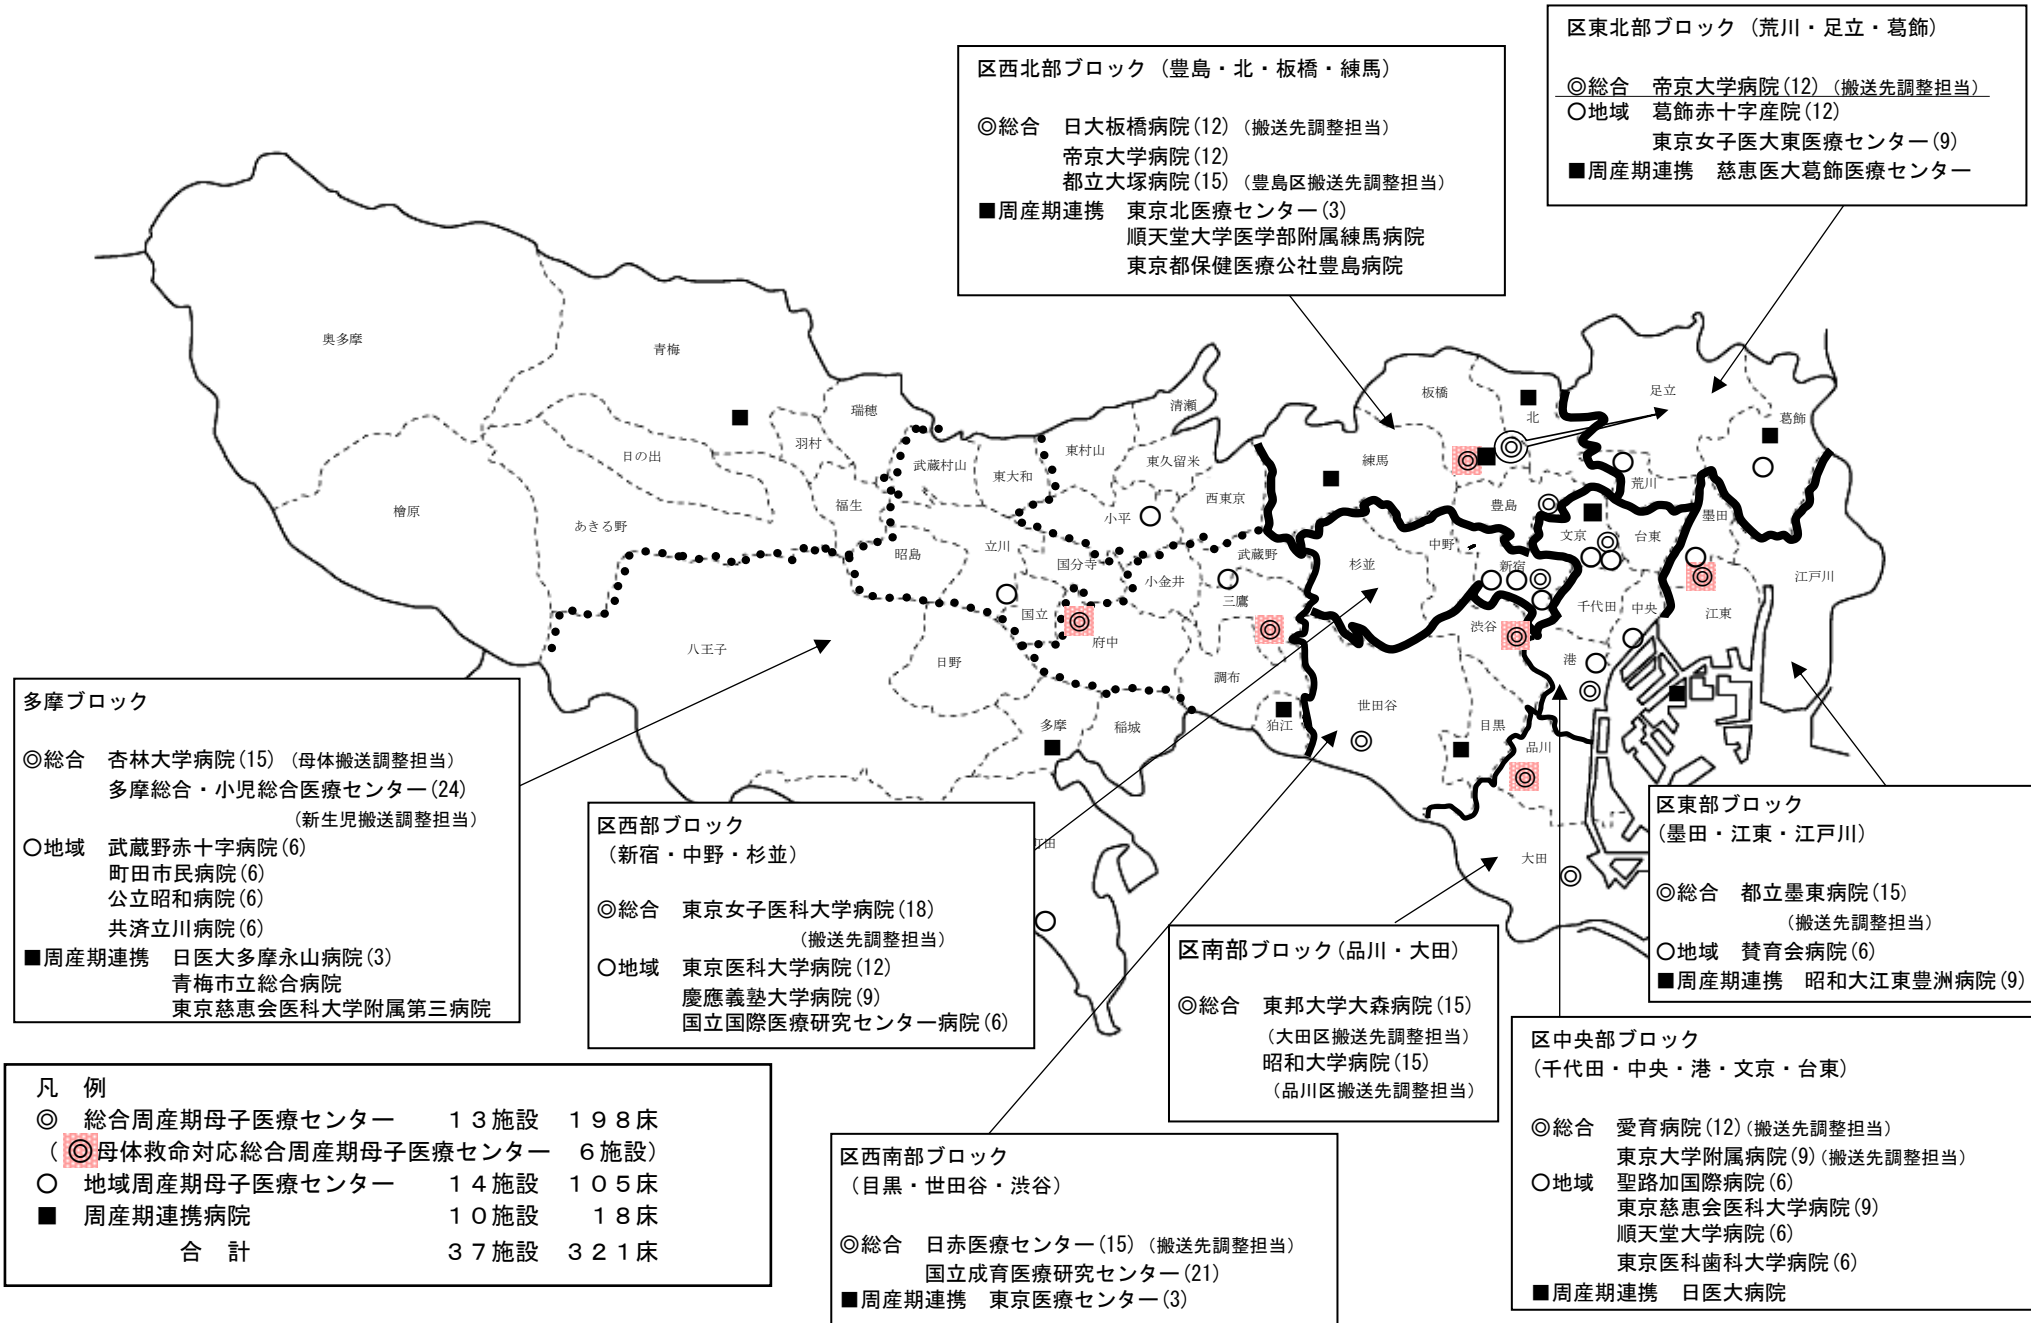 区西北部ブロック（豊島・北・板橋・練馬）
◎総合　日大板橋病院(12)（搬送先調整担当）
帝京大学病院(12)
都立大塚病院(15)（豊島区搬送先調整担当）
■周産期連携　東京北医療センター(3)
順天堂大学医学部附属練馬病院
東京都保健医療公社豊島病院
区東北部ブロック（荒川・足立・葛飾）
◎総合　帝京大学病院(12)（搬送先調整担当）
○地域　葛飾赤十字産院(12)
東京女子医大東医療センター(9)
■周産期連携　慈恵医大葛飾医療センター
奥多摩
青梅
瑞穂
羽村
日の出
檜原
あきる野
福生
武蔵村山
東大和
東村山
清瀬
東久留米
西東京
小平
昭島
立川
国分寺
小金井
武蔵野
三鷹
国立
府中
八王子
日野
調布
狛江
多摩
稲城
町田
板橋
北
足立
葛飾
練馬
豊島
荒川
墨田
文京
台東
中野
杉並
新宿
千代田
中央
江東
江戸川
渋谷
港
世田谷
目黒
品川
大田
多摩ブロック
◎総合　杏林大学病院(15)（母体搬送調整担当）
多摩総合・小児総合医療センター(24)
（新生児搬送調整担当）
○地域　武蔵野赤十字病院(6)
町田市民病院(6)
公立昭和病院(6)
共済立川病院(6)
■周産期連携　日医大多摩永山病院(3)
青梅市立総合病院
東京慈恵会医科大学附属第三病院
区西部ブロック
（新宿・中野・杉並）
◎総合　東京女子医科大学病院(18)
（搬送先調整担当）
○地域　東京医科大学病院(12)
慶應義塾大学病院(9)
国立国際医療研究センター病院(6)
区南部ブロック(品川・大田)
◎総合　東邦大学大森病院(15)
（大田区搬送先調整担当）
昭和大学病院(15)
（品川区搬送先調整担当）
区東部ブロック
（墨田・江東・江戸川）
◎総合　都立墨東病院(15)
（搬送先調整担当）
○地域　賛育会病院(6)
■周産期連携　昭和大江東豊洲病院(9)
区中央部ブロック
（千代田・中央・港・文京・台東）
◎総合　愛育病院(12)（搬送先調整担当）
東京大学附属病院(9)（搬送先調整担当）
○地域　聖路加国際病院(6)
東京慈恵会医科大学病院(9)
順天堂大学病院(6)
東京医科歯科大学病院(6)
■周産期連携　日医大病院
区西南部ブロック
（目黒・世田谷・渋谷）
◎総合　日赤医療センター(15)（搬送先調整担当）
国立成育医療研究センター(21)
■周産期連携　東京医療センター(3)
凡　例
◎　総合周産期母子医療センター　１３施設　１９８床
（◎母体救命対応総合周産期母子医療センター　６施設）
○　地域周産期母子医療センター　１４施設　１０５床
■　周産期連携病院　１０施設　１８床
合　計　３７施設　３２１床